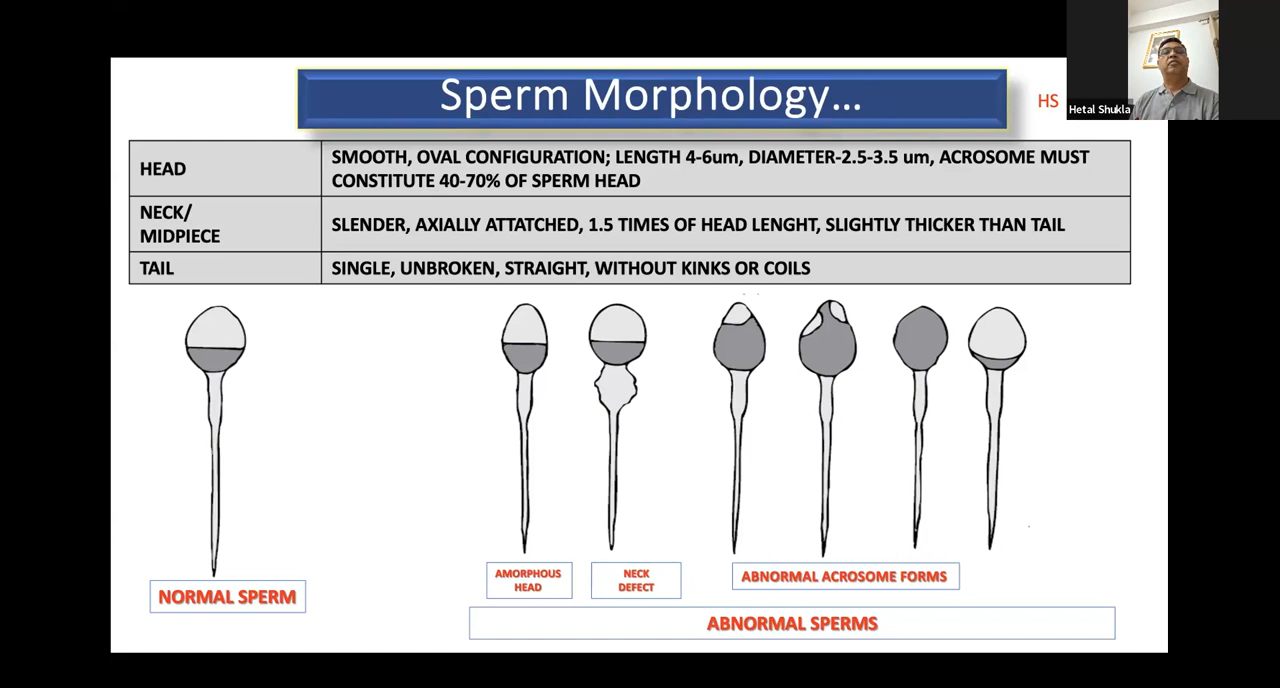 Sperm Morphology...
HS
Hetal Shukla
HEAD
SMOOTH, OVAL CONFIGURATION; LENGTH 4-6um, DIAMETER-2.5-3.5 um, ACROSOME MUST
CONSTITUTE 40-70% OF SPERM HEAD
NECK/
MIDPIECE
SLENDER, AXIALLY ATTATCHED, 1.5 TIMES OF HEAD LENGHT, SLIGHTLY THICKER THAN TAIL
TAIL
SINGLE, UNBROKEN, STRAIGHT, WITHOUT KINKS OR COILS
NORMAL SPERM
AMORPHOUS
HEAD
NECK
DEFECT
ABNORMAL ACROSOME FORMS
ABNORMAL SPERMS